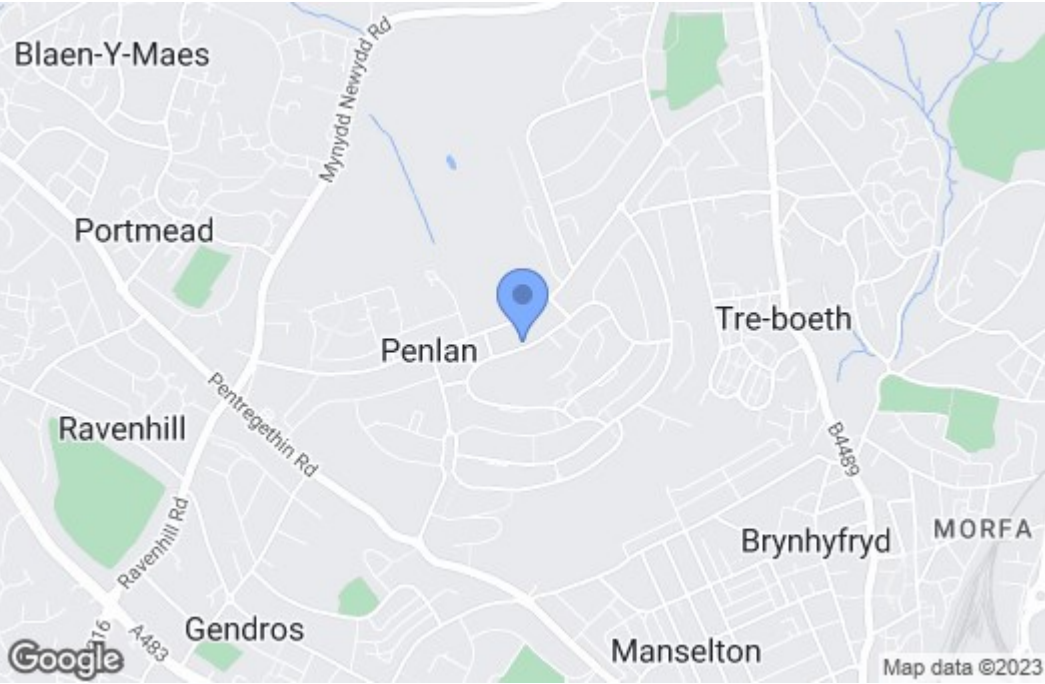 Blaen-Y-Maes
Mynydd Newydd Rd
Portmead
Tre-boeth
Penlan
Pentregethin Rd
Ravenhill
B4489
Ravenhill Rd
Brynhyfryd
MORFA
Gendros
A483
Manselton
Google
Map data ©2023